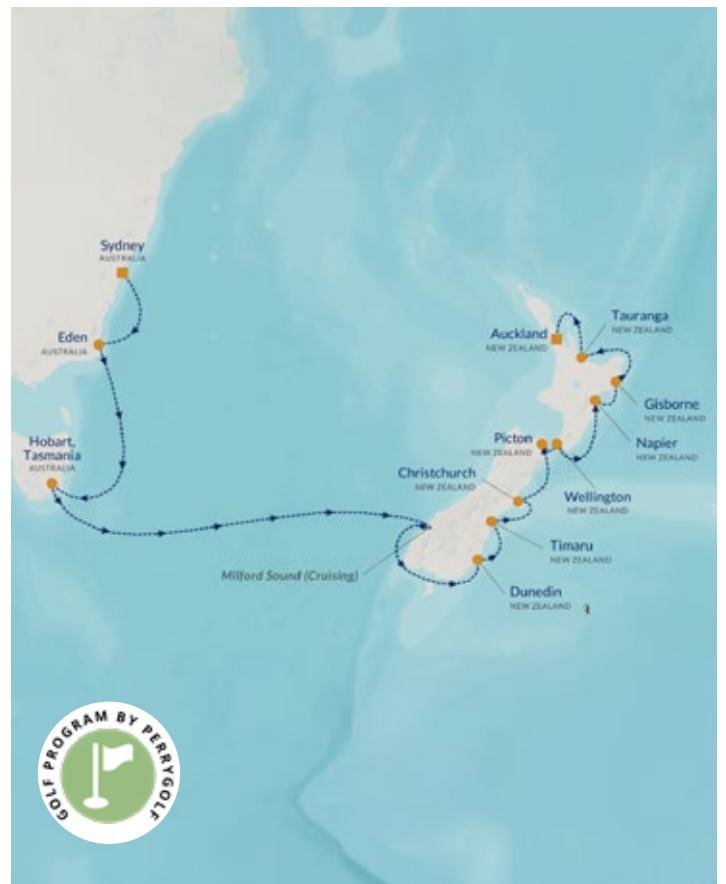 Sydney
AUSTRALIA
Eden
AUSTRALIA
Hobart,
Tasmania
AUSTRALIA
Auckland
NEW ZEALAND
Tauranga
NEW ZEALAND
Gisborne
NEW ZEALAND
Napier
NEW ZEALAND
Picton
NEW ZEALAND
Wellington
NEW ZEALAND
Christchurch
NEW ZEALAND
Timaru
NEW ZEALAND
Milford Sound (Cruising)
Dunedin
NEW ZEALAND
GOLF PROGRAM BY PERRYGOLF